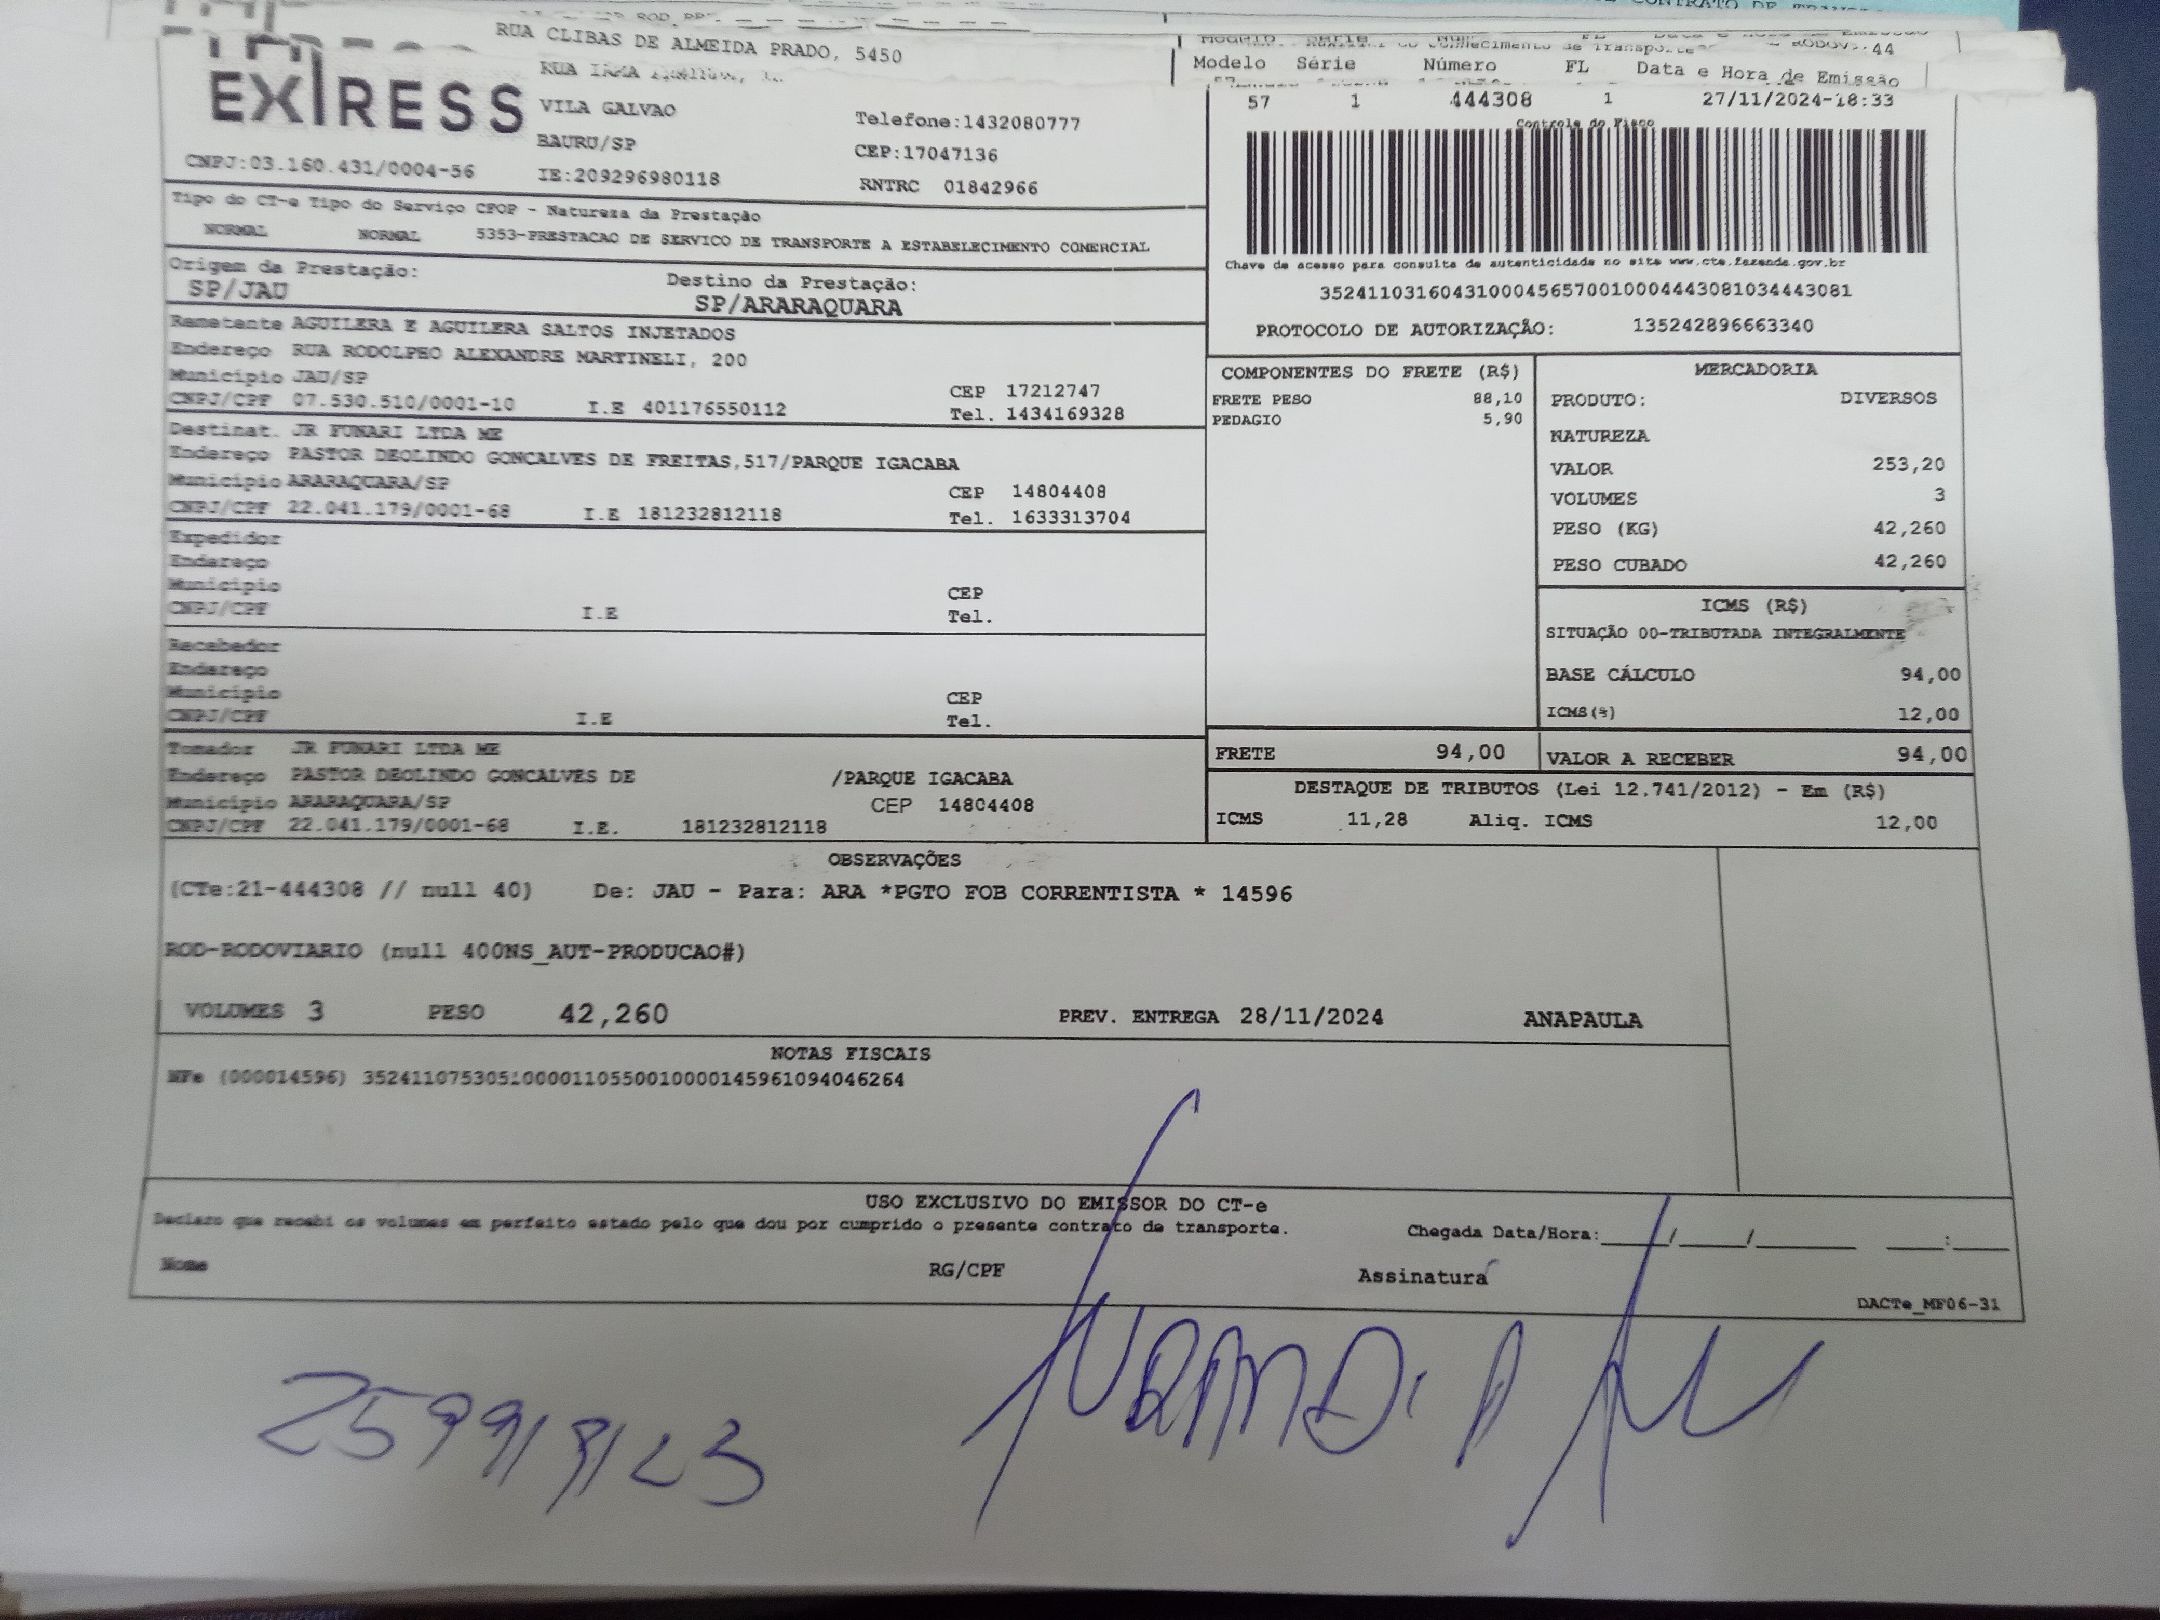 RUA CLIBAS DE ALMEIDA PRADO, 5450
EXPRESS
VILA GALVAO
Telefone:1432080777
BAURU/SP
CEP:17047136
CNPJ:03.160.431/0004-56 IE:209296980118 RNTRC 01842966
Modelo Série Número FL Data e Hora de Emissão
57 1 444308 1 27/11/2024-18:33
Controle do Fisco
Chave de acesso para consulta de autenticidade no site www.cte.fazenda.gov.br
35241103160431000456570010004443081034443081
PROTOCOLO DE AUTORIZAÇÃO: 135242896663340
Tipo do CT-e Tipo do Serviço CFOP - Natureza da Prestação
NORMAL NORMAL 5353-PRESTACAO DE SERVICO DE TRANSPORTE A ESTABELECIMENTO COMERCIAL
Origem da Prestação: Destino da Prestação:
SP/JAU SP/ARARAQUARA
Remetente AGUILERA E AGUILERA SALTOS INJETADOS
Endereço RUA RODOLPHO ALEXANDRE MARTINELI, 200
Município JAU/SP CEP 17212747
CNPJ/CPF 07.530.510/0001-10 I.E 401176550112 Tel. 1434169328
Destinat. JR FUNARI LTDA ME
Endereço PASTOR DEOLINDO GONCALVES DE FREITAS,517/PARQUE IGACABA
Município ARARAQUARA/SP CEP 14804408
CNPJ/CPF 22.041.179/0001-68 I.E 181232812118 Tel. 1633313704
Expedidor
Endereço
Município CEP
CNPJ/CPF I.E Tel.
Recebedor
Endereço
Município CEP
CNPJ/CPF I.E Tel.
Tomador JR FUNARI LTDA ME
Endereço PASTOR DEOLINDO GONCALVES DE /PARQUE IGACABA
Município ARARAQUARA/SP CEP 14804408
CNPJ/CPF 22.041.179/0001-68 I.E. 181232812118
COMPONENTES DO FRETE (R$)
FRETE PESO 88,10
PEDAGIO 5,90
MERCADORIA
PRODUTO: DIVERSOS
NATUREZA
VALOR 253,20
VOLUMES 3
PESO (KG) 42,260
PESO CUBADO 42,260
ICMS (R$)
SITUAÇÃO 00-TRIBUTADA INTEGRALMENTE
BASE CÁLCULO 94,00
ICMS(%) 12,00
FRETE 94,00 VALOR A RECEBER 94,00
DESTAQUE DE TRIBUTOS (Lei 12.741/2012) - Em (R$)
ICMS 11,28 Aliq. ICMS 12,00
OBSERVAÇÕES
(CTe:21-444308 // null 40) De: JAU - Para: ARA *PGTO FOB CORRENTISTA * 14596
ROD-RODOVIARIO (null 400NS_AUT-PRODUCAO#)
VOLUMES 3 PESO 42,260 PREV. ENTREGA 28/11/2024 ANAPAULA
NOTAS FISCAIS
NFe (000014596) 35241107530510000110550010000145961094046264
USO EXCLUSIVO DO EMISSOR DO CT-e
Declaro que recebi os volumes em perfeito estado pelo que dou por cumprido o presente contrato de transporte.
Chegada Data/Hora:_____/_____/_______ ____:____
Nome RG/CPF Assinatura
DACTe_MF06-31